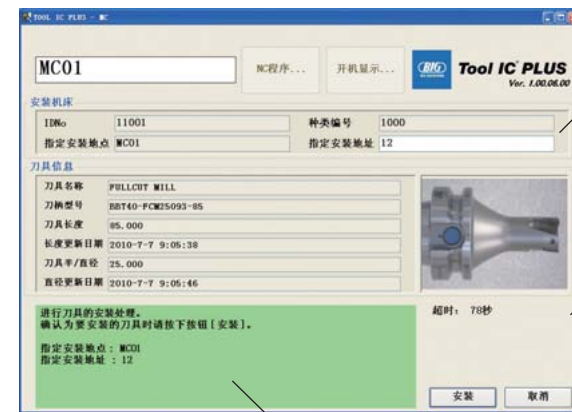 TOOL IC PLUS - MC
MC01
NC程序...
开机显示...
BIG
Tool IC PLUS
Ver. 1.00.06.00
安装机床
IDNo 11001 种类编号 1000
指定安装地点 MC01 指定安装地址 12
刀具信息
刀具名称 FULLCUT MILL
刀柄型号 BBT40-FCM25093-85
刀具长度 85.000
长度更新日期 2010-7-7 9:05:38
刀具半/直径 25.000
直径更新日期 2010-7-7 9:05:46
进行刀具的安装处理。
确认为要安装的刀具时请按下按钮[安装]。
指定安装地点 : MC01
指定安装地址 : 12
超时: 78秒
安装
取消